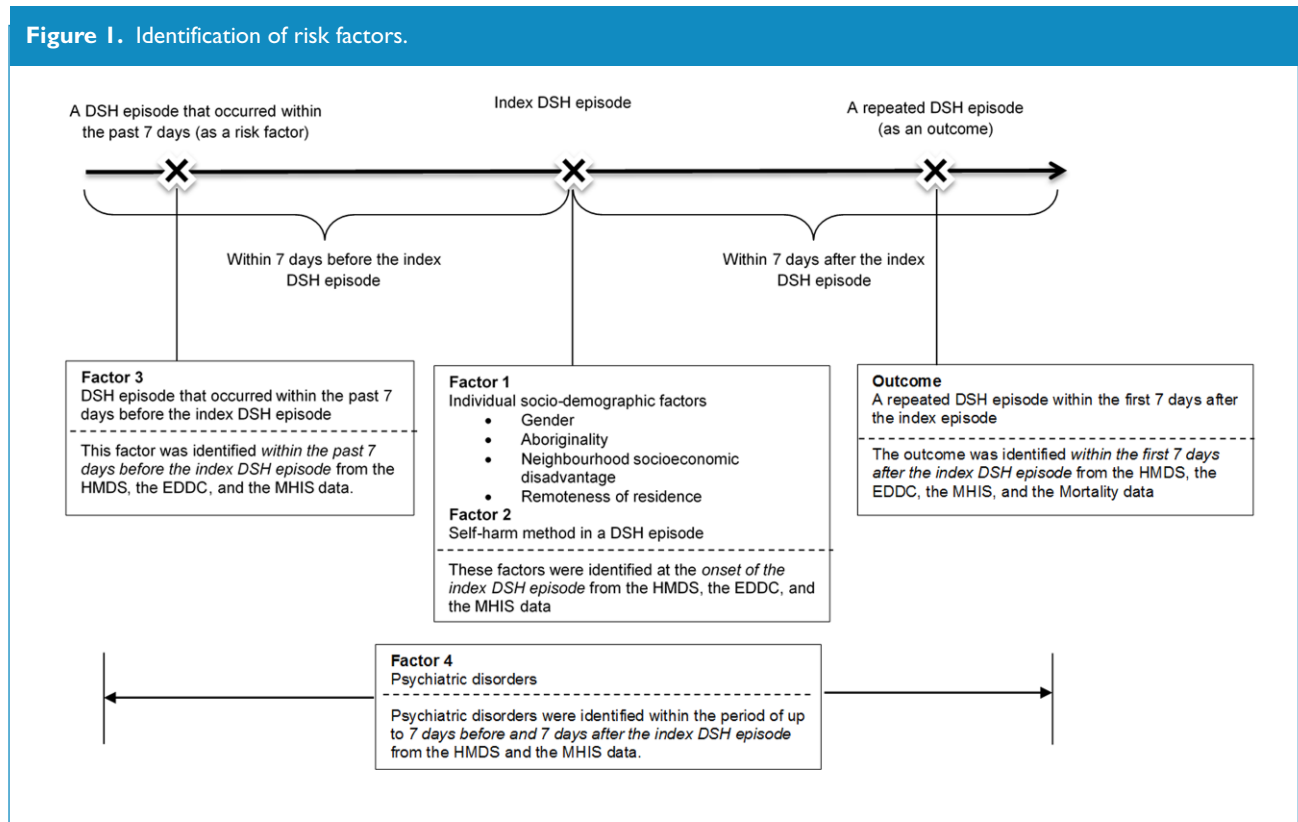 Figure 1. Identification of risk factors.
A DSH episode that occurred within
the past 7 days (as a risk factor)
Index DSH episode
A repeated DSH episode
(as an outcome)
Within 7 days before the index
DSH episode
Within 7 days after the index
DSH episode
Factor 3
DSH episode that occurred within the past 7
days before the index DSH episode
This factor was identified within the past 7
days before the index DSH episode from the
HMDS, the EDDC, and the MHIS data.
Factor 1
Individual socio-demographic factors
• Gender
• Aboriginality
• Neighbourhood socioeconomic
disadvantage
• Remoteness of residence
Factor 2
Self-harm method in a DSH episode
These factors were identified at the onset of the
index DSH episode from the HMDS, the EDDC, and
the MHIS data
Outcome
A repeated DSH episode within the first 7 days after
the index episode
The outcome was identified within the first 7 days
after the index DSH episode from the HMDS, the
EDDC, the MHIS, and the Mortality data
Factor 4
Psychiatric disorders
Psychiatric disorders were identified within the period of up
to 7 days before and 7 days after the index DSH episode
from the HMDS and the MHIS data.